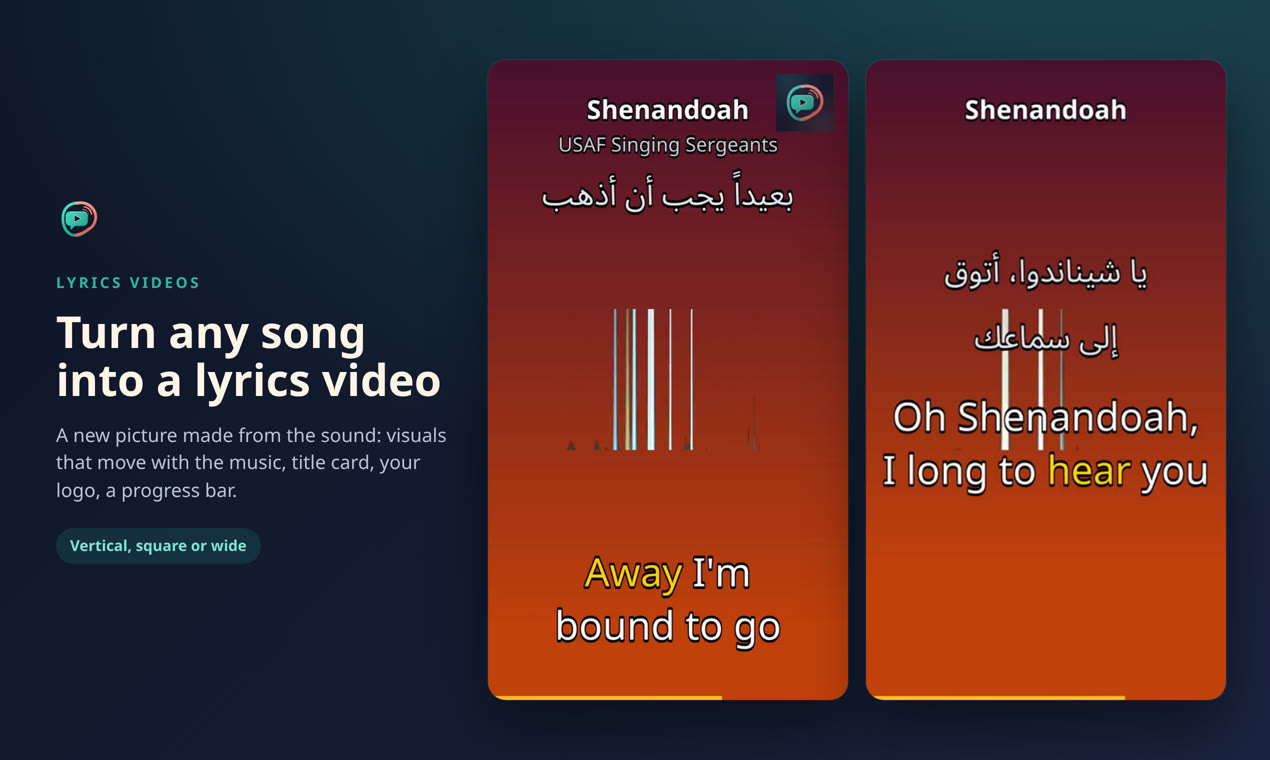 LYRICS VIDEOS
Turn any song
into a lyrics video
A new picture made from the sound: visuals
that move with the music, title card, your
logo, a progress bar.
Vertical, square or wide
Shenandoah
USAF Singing Sergeants
بعيداً يجب أن أذهب
Away I'm
bound to go
Shenandoah
يا شيناندوا، أتوق
إلى سماعك
Oh Shenandoah,
I long to hear you